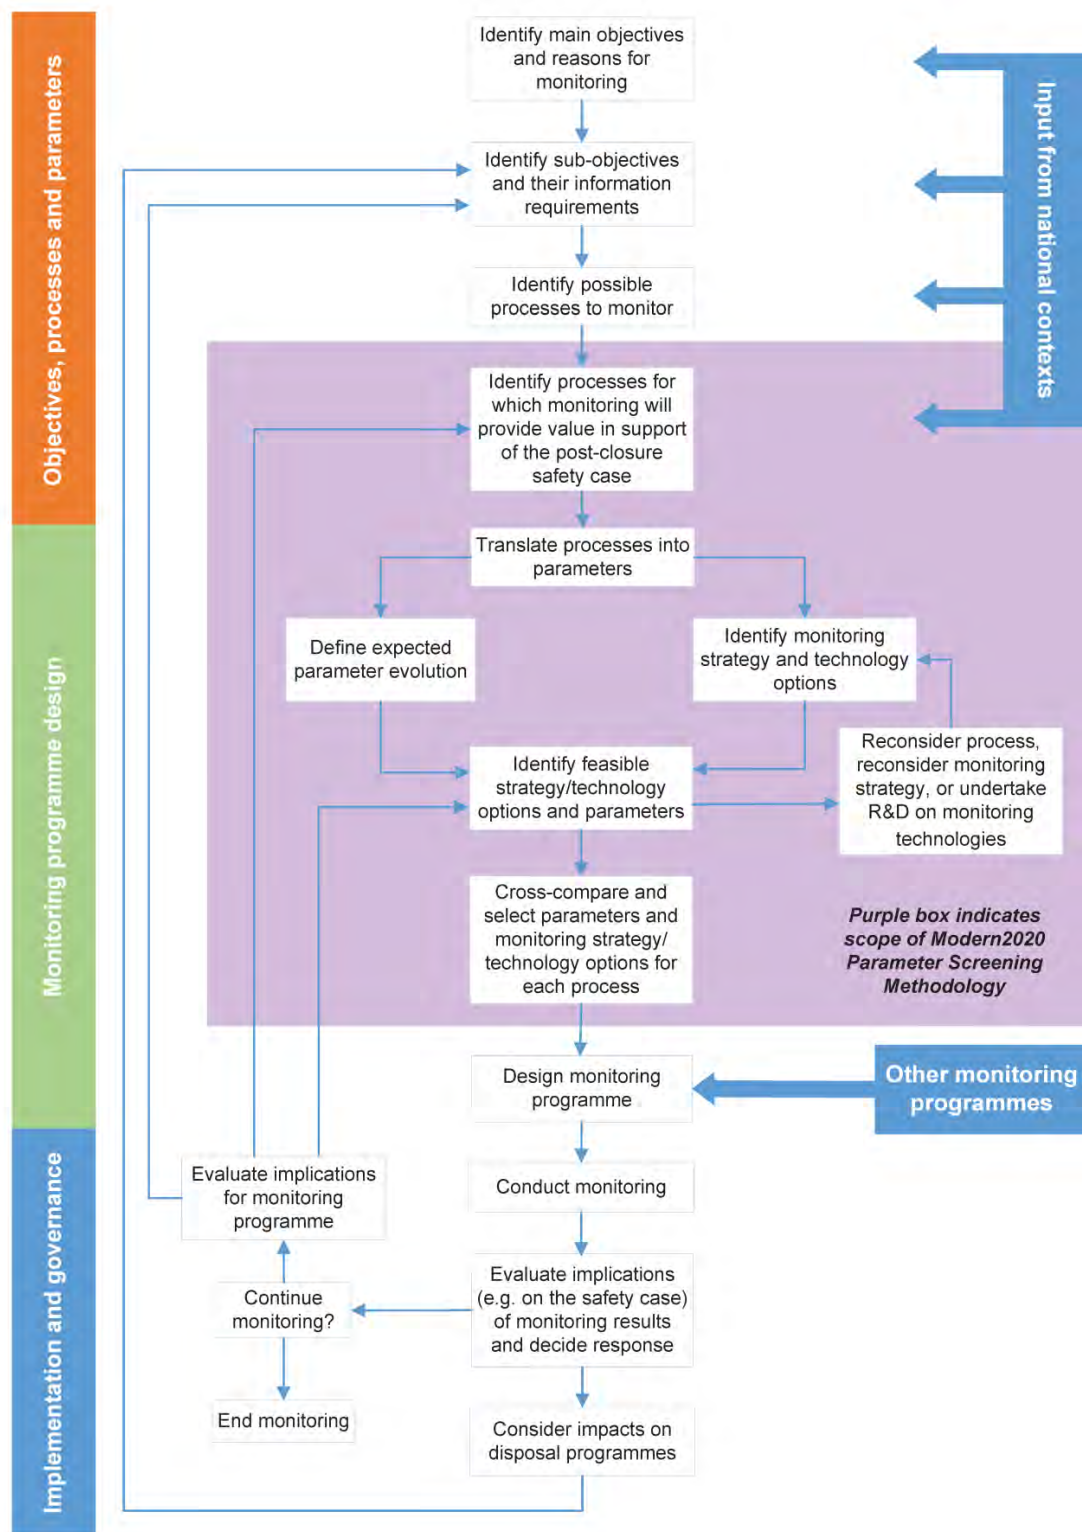 Objectives, processes and parameters
Monitoring programme design
Implementation and governance
Identify main objectives
and reasons for
monitoring
Input from national contexts
Identify sub-objectives
and their information
requirements
Identify possible
processes to monitor
Identify processes for
which monitoring will
provide value in support
of the post-closure
safety case
Translate processes into
parameters
Define expected
parameter evolution
Identify monitoring
strategy and technology
options
Identify feasible
strategy/technology
options and parameters
Reconsider process,
reconsider monitoring
strategy, or undertake
R&D on monitoring
technologies
Cross-compare and
select parameters and
monitoring strategy/
technology options for
each process
Purple box indicates
scope of Modern2020
Parameter Screening
Methodology
Design monitoring
programme
Other monitoring
programmes
Conduct monitoring
Evaluate implications
for monitoring
programme
Evaluate implications
(e.g. on the safety case)
of monitoring results
and decide response
Continue
monitoring?
End monitoring
Consider impacts on
disposal programmes